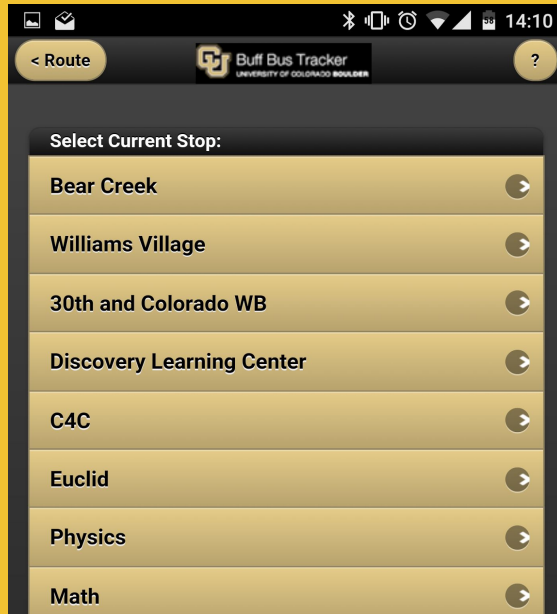 58 14:10
< Route
Buff Bus Tracker
UNIVERSITY OF COLORADO BOULDER
?
Select Current Stop:
Bear Creek
Williams Village
30th and Colorado WB
Discovery Learning Center
C4C
Euclid
Physics
Math